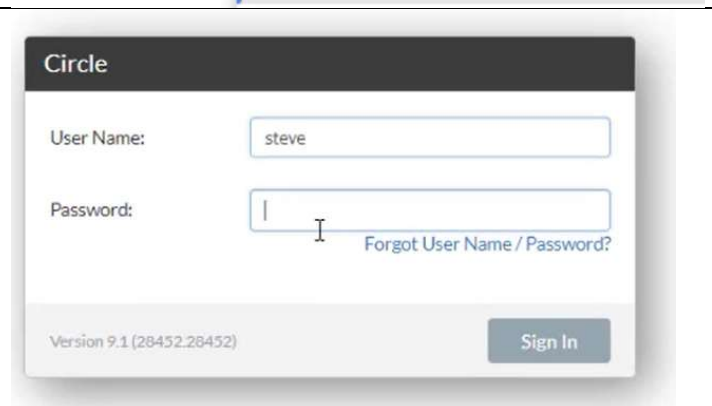 Circle
User Name: steve
Password:
Forgot User Name / Password?
Version 9.1 (28452.28452) Sign In